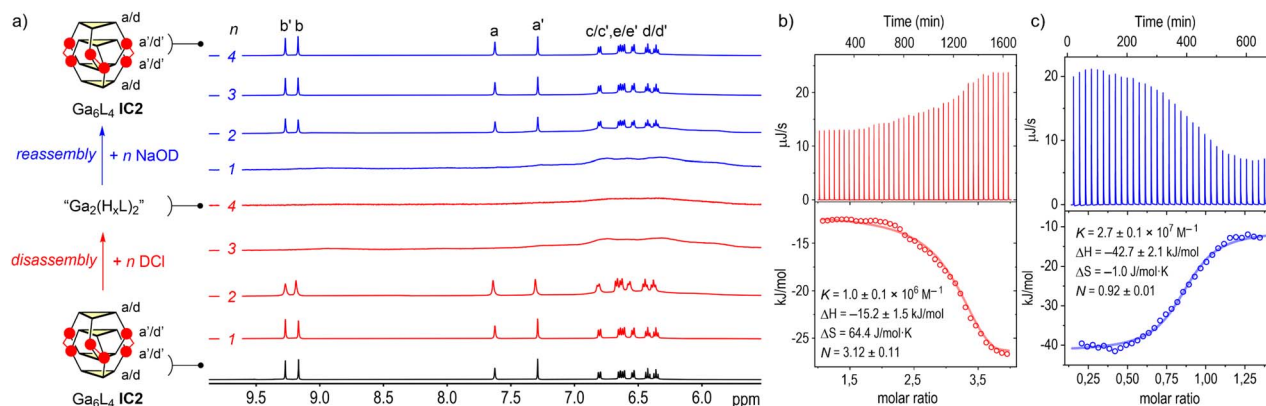 a)
n
b' b
a
a'
c/c',e/e' d/d'
a/d
a'/d'
a'/d'
a/d
Ga6L4 IC2
reassembly
+ n NaOD
"Ga2(HxL)2"
disassembly
+ n DCl
a/d
a'/d'
a'/d'
a/d
Ga6L4 IC2
4
3
2
1
4
3
2
1
9.5 9.0 8.5 8.0 7.5 7.0 6.5 6.0 ppm
b)
Time (min)
400 800 1200 1600
20
10
0
μJ/s
-15
-20
-25
kJ/mol
K = 1.0 ± 0.1 × 10⁶ M⁻¹
ΔH = −15.2 ± 1.5 kJ/mol
ΔS = 64.4 J/mol·K
N = 3.12 ± 0.11
1,5 2,5 3,5
molar ratio
c)
Time (min)
0 200 400 600
20
10
0
μJ/s
-10
-20
-30
-40
kJ/mol
K = 2.7 ± 0.1 × 10⁷ M⁻¹
ΔH = −42.7 ± 2.1 kJ/mol
ΔS = −1.0 J/mol·K
N = 0.92 ± 0.01
0,25 0,50 0,75 1,00 1,25
molar ratio